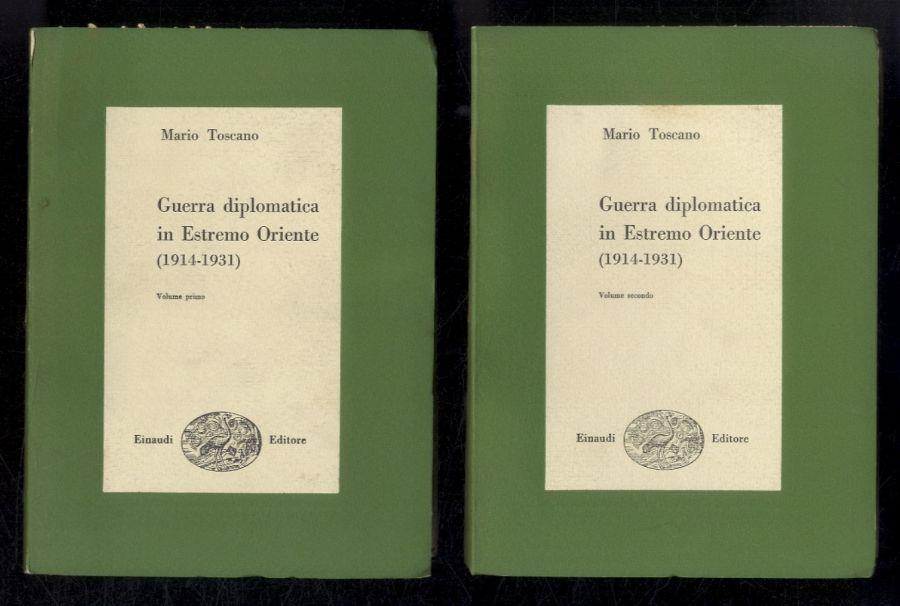 Mario Toscano
Guerra diplomatica
in Estremo Oriente
(1914-1931)
Volume primo
Einaudi Editore
Mario Toscano
Guerra diplomatica
in Estremo Oriente
(1914-1931)
Volume secondo
Einaudi Editore